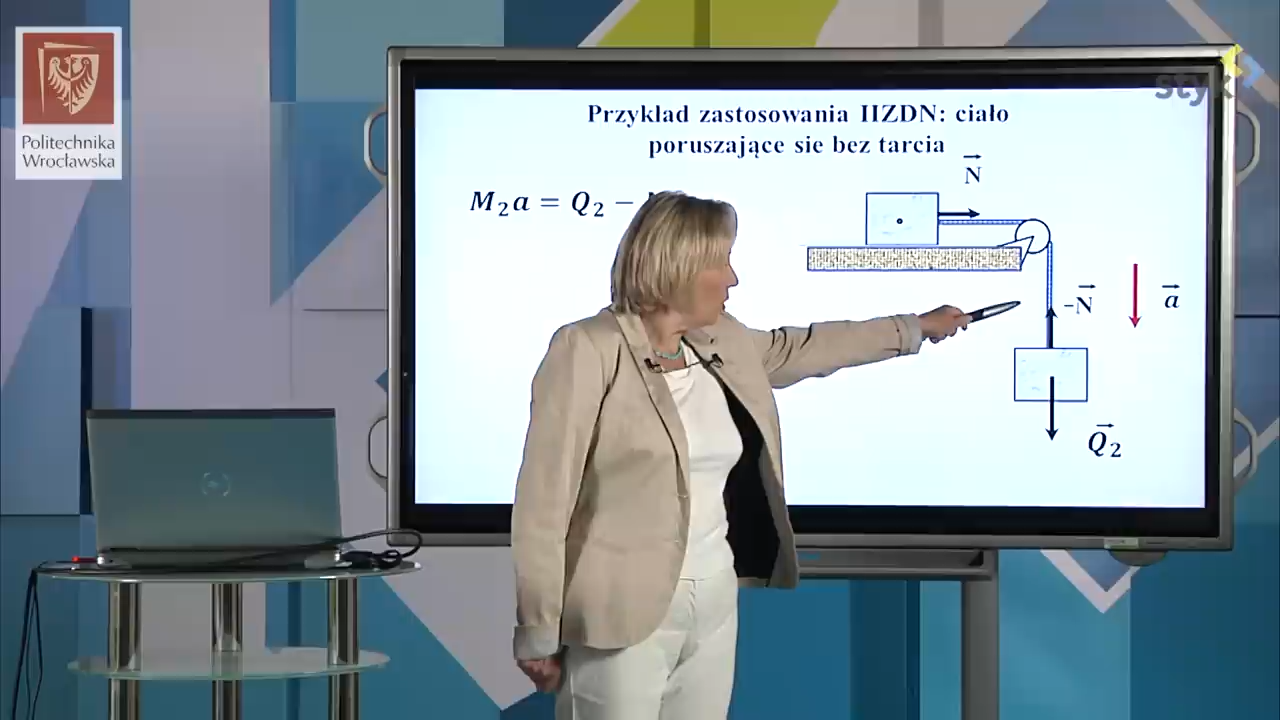 Politechnika
Wrocławska
styk
Przykład zastosowania IIZDN: ciało
poruszające sie bez tarcia
M₂a = Q₂ −
N
-N
a
Q₂